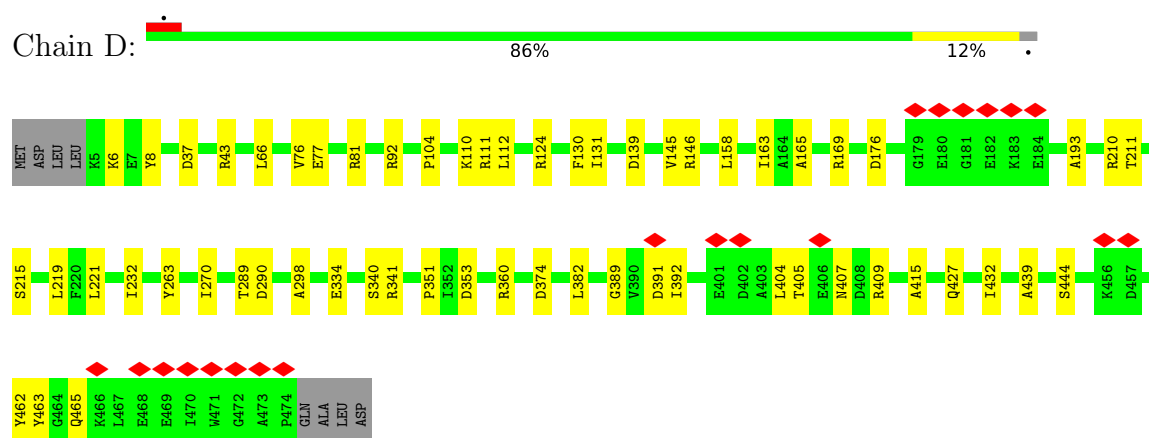 •
Chain D:
86% 12% •
MET ASP LEU LEU K5 K6 E7 Y8 D37 R43 L66 V76 E77 R81 R92 P104 K110 R111 L112 R124 F130 I131 D139 V145 R146 L158 I163 A164 A165 R169 D176 G179 E180 G181 E182 K183 E184 A193 R210 T211
S215 L219 F220 L221 I232 Y263 I270 T289 D290 A298 E334 S340 R341 P351 I352 D353 R360 D374 L382 G389 V390 D391 I392 E401 D402 A403 L404 T405 E406 N407 D408 R409 A415 Q427 I432 A439 S444 K456 D457
Y462 Y463 G464 Q465 K466 L467 E468 E469 I470 W471 G472 A473 P474 GLN ALA LEU ASP